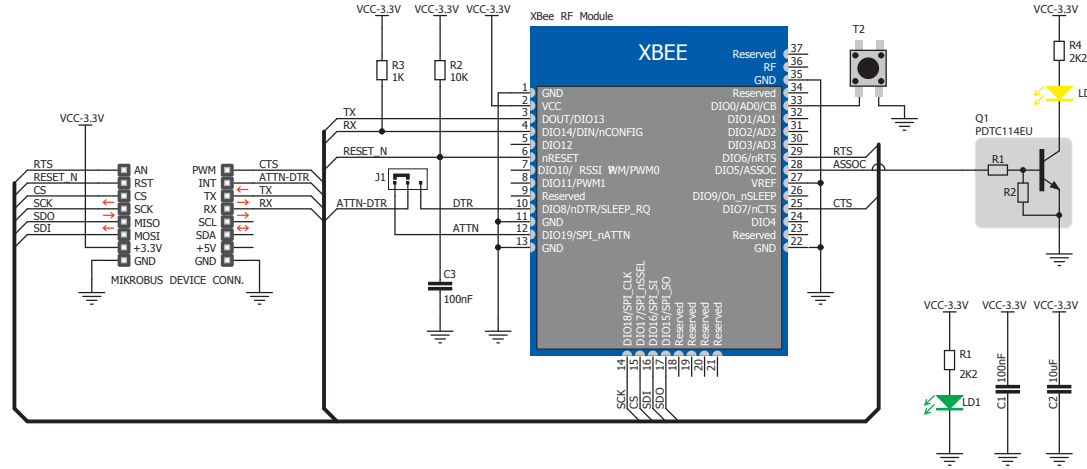 VCC-3.3V VCC-3.3V VCC-3.3V
XBee RF Module
VCC-3.3V
R3
1K
R2
10K
XBEE
T2
R4
2K2
LD
Q1
PDTC114EU
R1
R2
VCC-3.3V
RTS
RESET_N
CS
SCK
SDO
SDI
AN
RST
CS
SCK
MISO
MOSI
+3.3V
GND
PWM
INT
TX
RX
SCL
SDA
+5V
GND
CTS
ATTN-DTR
TX
RX
MIKROBUS DEVICE CONN.
TX
RX
RESET_N
J1
ATTN-DTR
DTR
ATTN
C3
100nF
1 GND
2 VCC
3 DOUT/DIO13
4 DIO14/DIN/nCONFIG
5 DIO12
6 nRESET
7 DIO10/ RSSI PWM/PWM0
8 DIO11/PWM1
9 Reserved
10 DIO8/nDTR/SLEEP_RQ
11 GND
12 DIO19/SPI_nATTN
13 GND
Reserved 37
RF 36
GND 35
Reserved 34
DIO0/AD0/CB 33
DIO1/AD1 32
DIO2/AD2 31
DIO3/AD3 30
DIO6/nRTS 29
DIO5/ASSOC 28
VREF 27
DIO9/On_nSLEEP 26
DIO7/nCTS 25
DIO4 24
Reserved 23
GND 22
RTS
ASSOC
CTS
DIO18/SPI_CLK 14
DIO17/SPI_nSSEL 15
DIO16/SPI_SI 16
DIO15/SPI_SO 17
Reserved 18
Reserved 19
Reserved 20
Reserved 21
SCK
CS
SDI
SDO
VCC-3.3V VCC-3.3V VCC-3.3V
R1
2K2
LD1
100nF
C1
10uF
C2